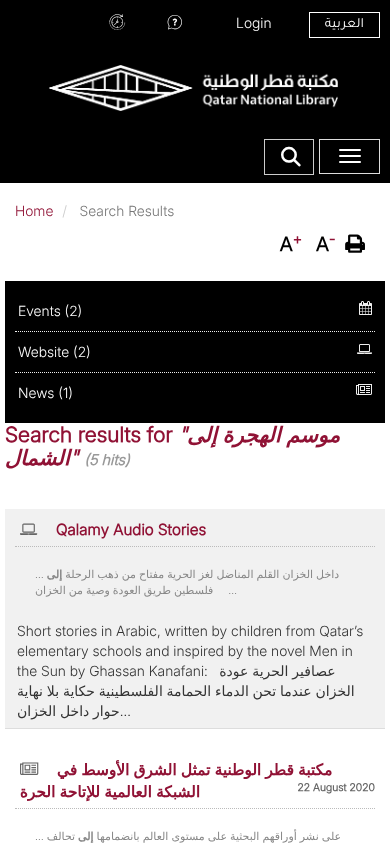 Login
العربية
مكتبة قطر الوطنية
Qatar National Library
Home / Search Results
A+ A-
Events (2)
Website (2)
News (1)
Search results for "موسم الهجرة إلى
الشمال" (5 hits)
Qalamy Audio Stories
داخل الخزان القلم المناضل لغز الحرية مفتاح من ذهب الرحلة إلى ...
فلسطين طريق العودة وصية من الخزان ...
Short stories in Arabic, written by children from Qatar’s
elementary schools and inspired by the novel Men in
the Sun by Ghassan Kanafani: عصافير الحرية عودة
الخزان عندما تحن الدماء الحمامة الفلسطينية حكاية بلا نهاية
حوار داخل الخزان...
مكتبة قطر الوطنية تمثل الشرق الأوسط في
الشبكة العالمية للإتاحة الحرة
22 August 2020
على نشر أوراقهم البحثية على مستوى العالم بانضمامها إلى تحالف ...